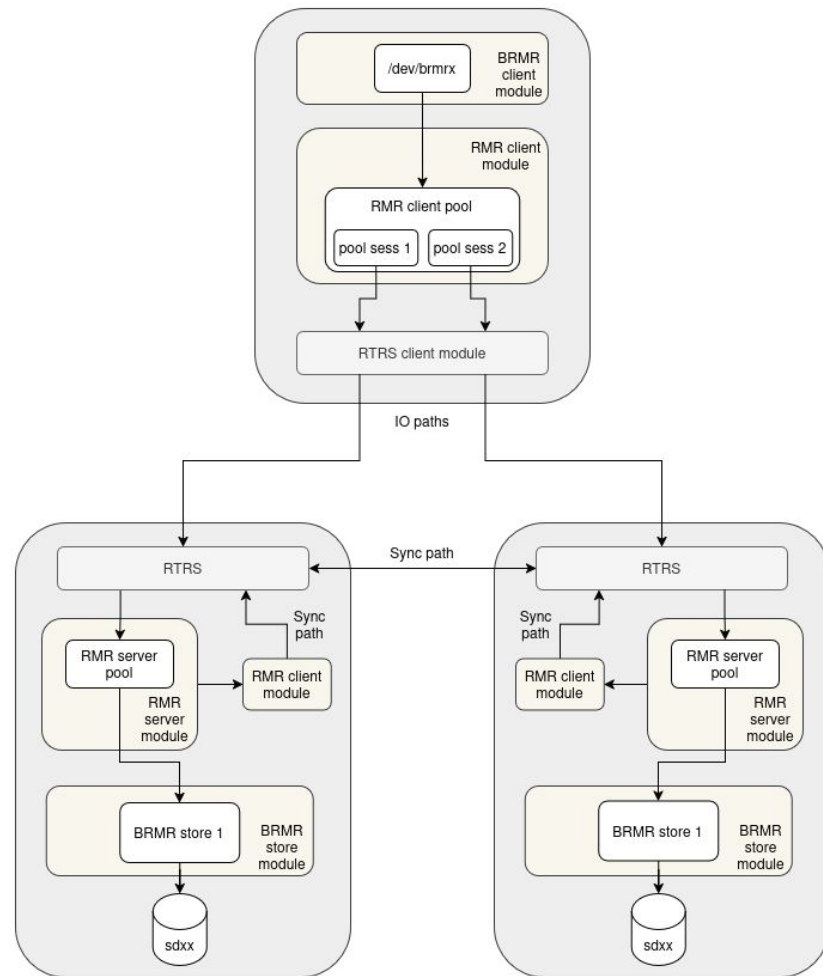 /dev/brmrx
BRMR
client
module
RMR client
module
RMR client pool
pool sess 1
pool sess 2
RTRS client module
IO paths
RTRS
Sync path
RTRS
Sync
path
RMR server
pool
RMR client
module
RMR
server
module
BRMR store 1
BRMR
store
module
sdxx
Sync
path
RMR client
module
RMR server
pool
RMR
server
module
BRMR store 1
BRMR
store
module
sdxx